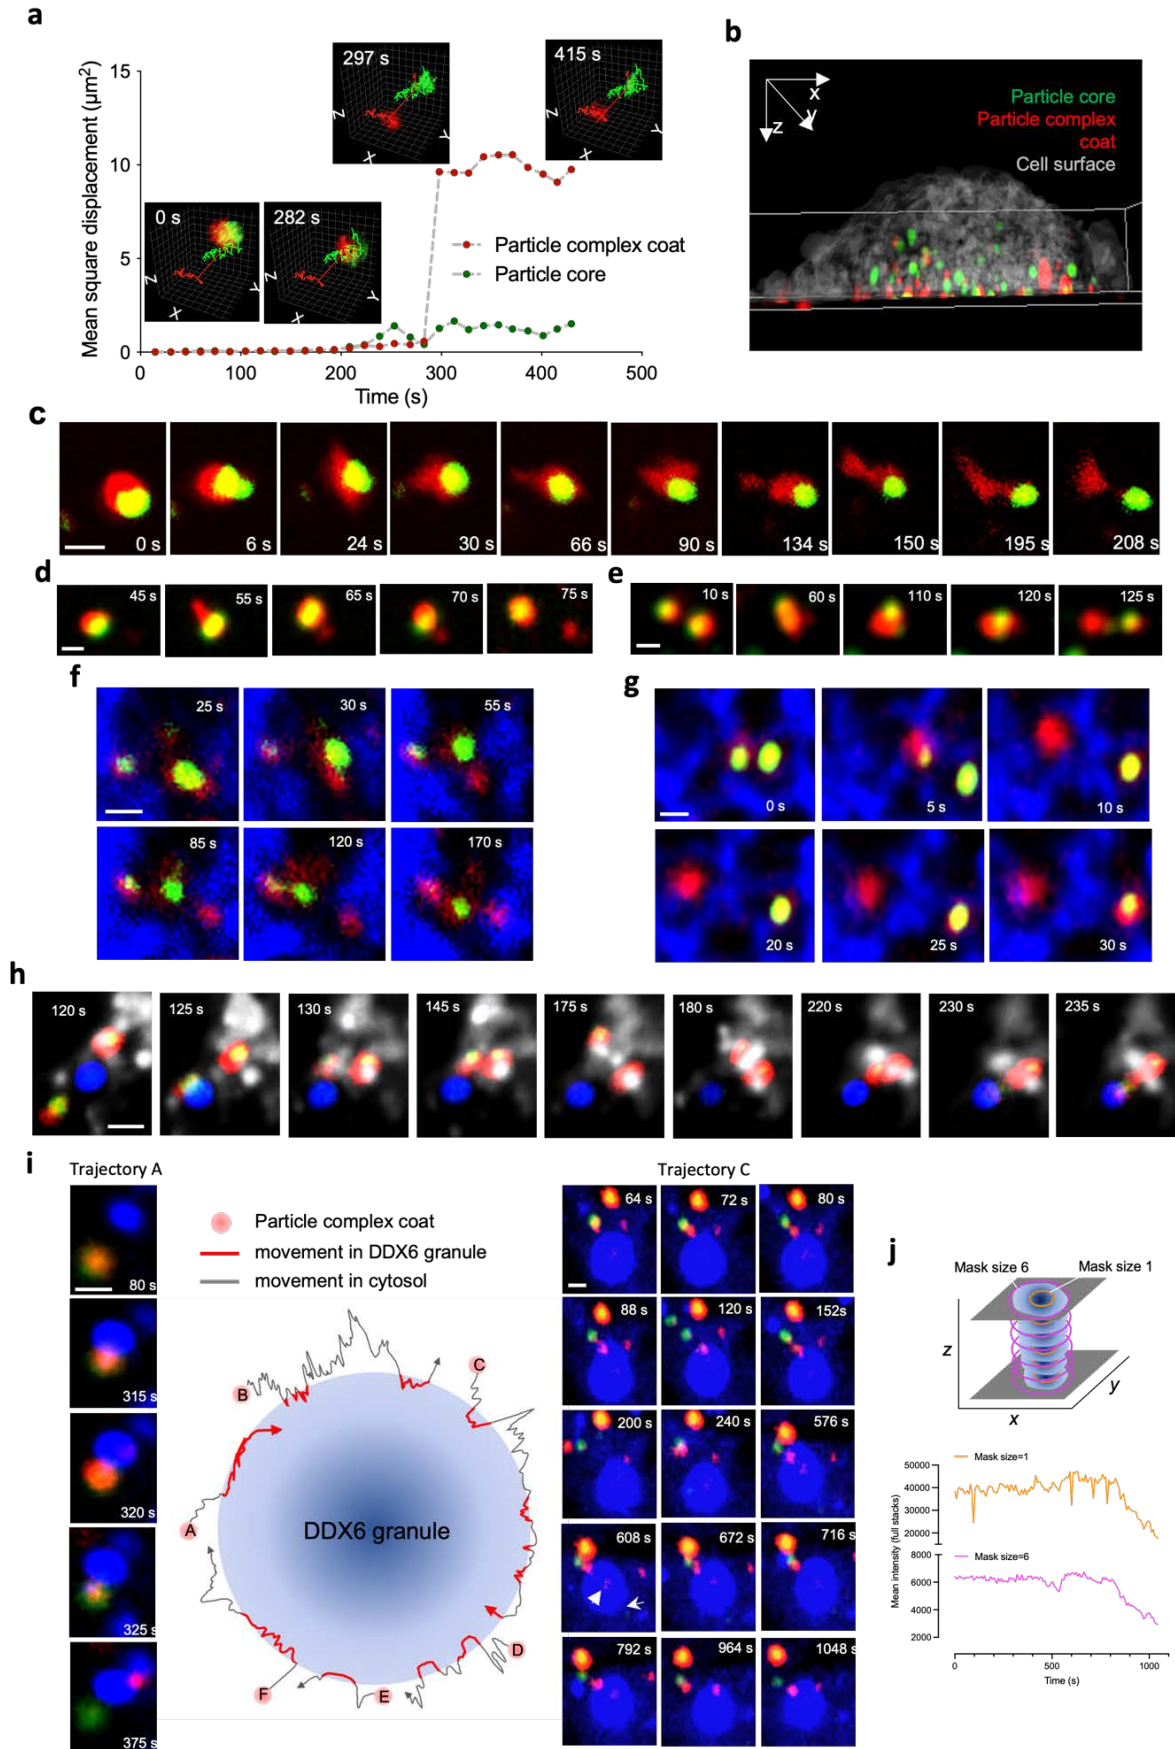 a
Mean square displacement (µm²)
15
10
5
0
0
100
200
300
400
500
Time (s)
297 s
415 s
0 s
282 s
Z
X
Y
Z
X
Y
Z
X
Y
Z
X
Y
Particle complex coat
Particle core
b
x
y
z
Particle core
Particle complex
coat
Cell surface
c
0 s
6 s
24 s
30 s
66 s
90 s
134 s
150 s
195 s
208 s
d
45 s
55 s
65 s
70 s
75 s
e
10 s
60 s
110 s
120 s
125 s
f
25 s
30 s
55 s
85 s
120 s
170 s
g
0 s
5 s
10 s
20 s
25 s
30 s
h
120 s
125 s
130 s
145 s
175 s
180 s
220 s
230 s
235 s
i
Trajectory A
80 s
315 s
320 s
325 s
375 s
Particle complex coat
movement in DDX6 granule
movement in cytosol
A
B
C
D
E
F
DDX6 granule
Trajectory C
64 s
72 s
80 s
88 s
120 s
152s
200 s
240 s
576 s
608 s
672 s
716 s
792 s
964 s
1048 s
j
Mask size 6
Mask size 1
z
y
x
Mean intensity (full stacks)
Mask size=1
50000
40000
30000
20000
Mask size=6
8000
6000
4000
2000
0
500
1000
Time (s)